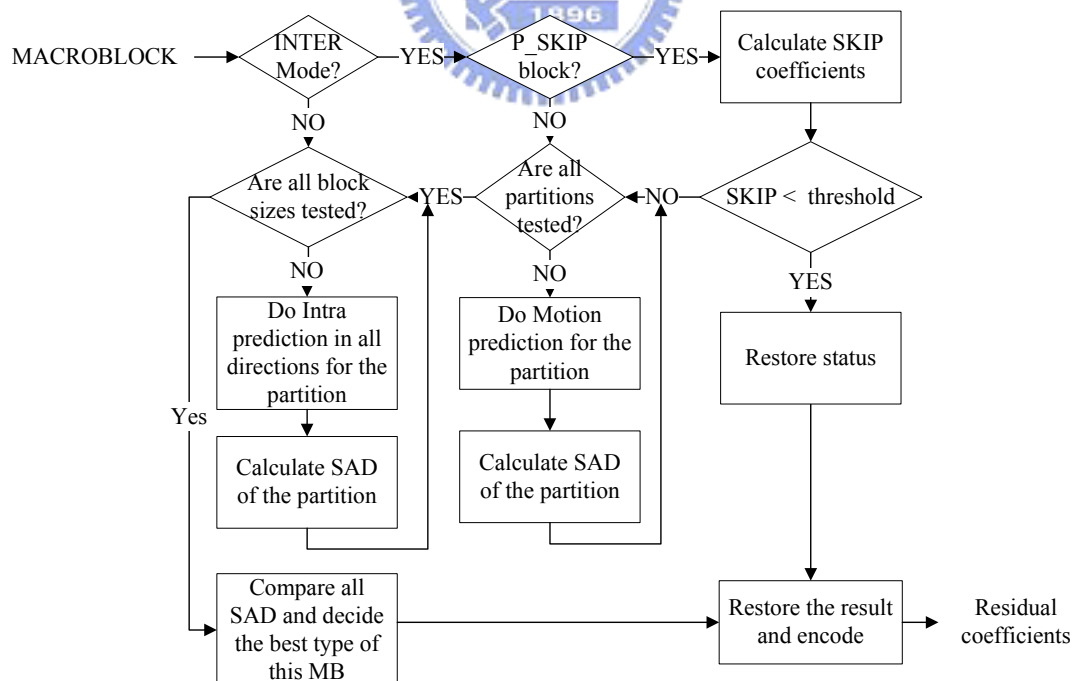 1896
MACROBLOCK
INTER
Mode?
YES
P_SKIP
block?
YES
Calculate SKIP
coefficients
NO
NO
Are all block
sizes tested?
YES
Are all
partitions
tested?
NO
SKIP < threshold
NO
NO
YES
Do Intra
prediction in all
directions for the
partition
Do Motion
prediction for the
partition
Restore status
Yes
Calculate SAD
of the partition
Calculate SAD
of the partition
Compare all
SAD and decide
the best type of
this MB
Restore the result
and encode
Residual
coefficients